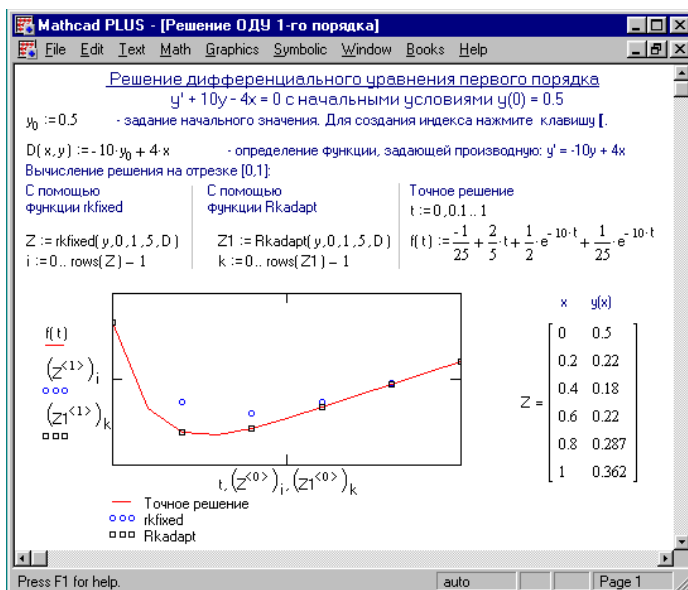 Mathcad PLUS - [Решение ОДУ 1-го порядка]
File Edit Text Math Graphics Symbolic Window Books Help
Решение дифференциального уравнения первого порядка
y' + 10y - 4x = 0 с начальными условиями y(0) = 0.5
y₀ := 0.5 - задание начального значения. Для создания индекса нажмите клавишу [.
D(x,y) := -10·y₀ + 4·x - определение функции, задающей производную: y' = -10y + 4x
Вычисление решения на отрезке [0,1]:
С помощью функции rkfixed
Z := rkfixed(y,0,1,5,D)
i := 0.. rows(Z) - 1
С помощью функции Rkadapt
Z1 := Rkadapt(y,0,1,5,D)
k := 0.. rows(Z1) - 1
Точное решение
t := 0,0.1.. 1
f(t) := -1/25 + 2/5·t + 1/2·e^-10·t + 1/25·e^-10·t
f(t)
(Z^<1>)i
(Z1^<1>)k
t,(Z^<0>)i,(Z1^<0>)k
Точное решение
rkfixed
Rkadapt
x y(x)
0 0.5
0.2 0.22
0.4 0.18
Z = 0.6 0.22
0.8 0.287
1 0.362
Press F1 for help. auto Page 1